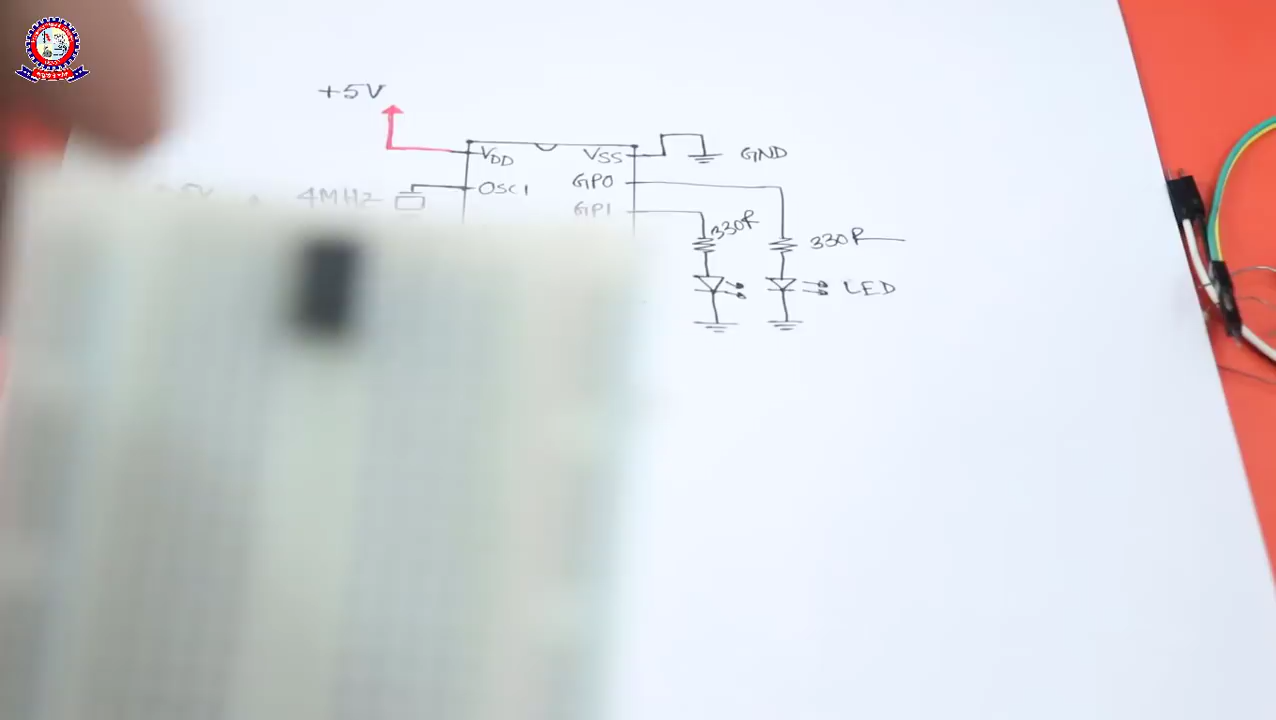 +5V
VDD
VSS
GND
OSC1
GP0
4MHz
GP1
330R
330R
LED